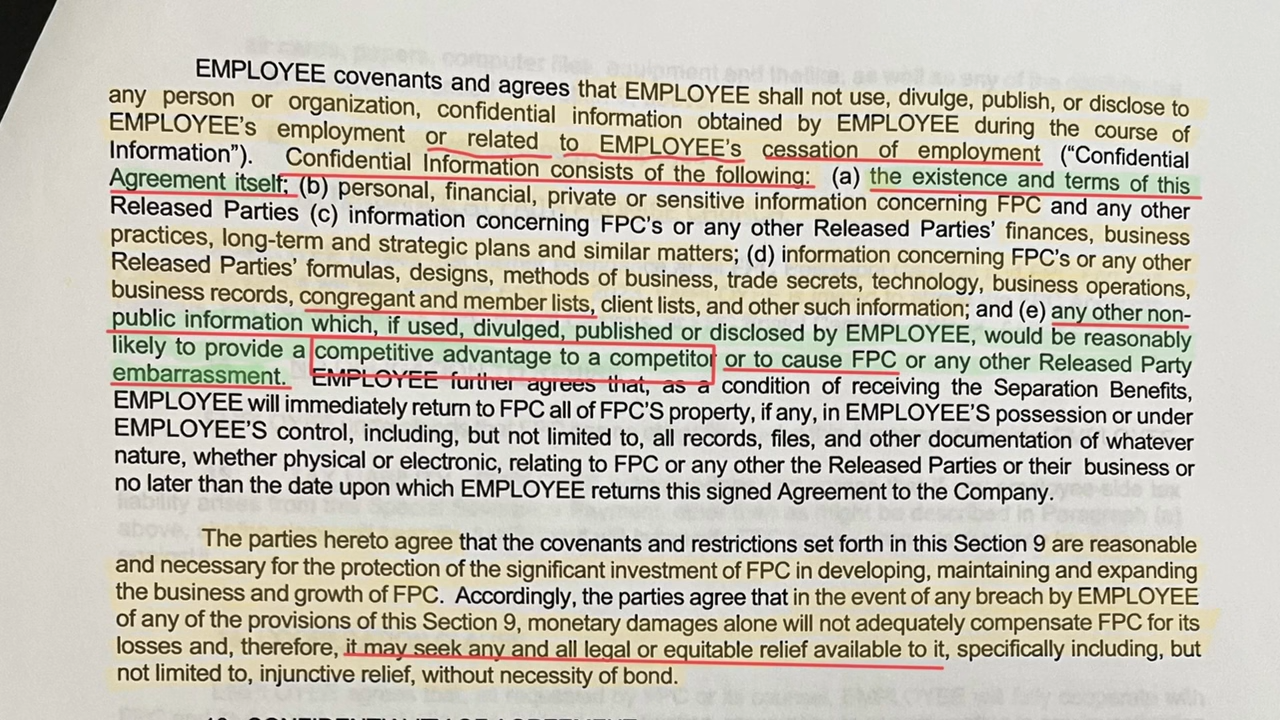 EMPLOYEE covenants and agrees that EMPLOYEE shall not use, divulge, publish, or disclose to
any person or organization, confidential information obtained by EMPLOYEE during the course of
EMPLOYEE's employment or related to EMPLOYEE's cessation of employment ("Confidential
Information"). Confidential Information consists of the following: (a) the existence and terms of this
Agreement itself; (b) personal, financial, private or sensitive information concerning FPC and any other
Released Parties (c) information concerning FPC's or any other Released Parties' finances, business
practices, long-term and strategic plans and similar matters; (d) information concerning FPC's or any other
Released Parties' formulas, designs, methods of business, trade secrets, technology, business operations,
business records, congregant and member lists, client lists, and other such information; and (e) any other non-
public information which, if used, divulged, published or disclosed by EMPLOYEE, would be reasonably
likely to provide a competitive advantage to a competitor or to cause FPC or any other Released Party
embarrassment. EMPLOYEE further agrees that, as a condition of receiving the Separation Benefits,
EMPLOYEE will immediately return to FPC all of FPC'S property, if any, in EMPLOYEE'S possession or under
EMPLOYEE'S control, including, but not limited to, all records, files, and other documentation of whatever
nature, whether physical or electronic, relating to FPC or any other the Released Parties or their business or
no later than the date upon which EMPLOYEE returns this signed Agreement to the Company.
The parties hereto agree that the covenants and restrictions set forth in this Section 9 are reasonable
and necessary for the protection of the significant investment of FPC in developing, maintaining and expanding
the business and growth of FPC. Accordingly, the parties agree that in the event of any breach by EMPLOYEE
of any of the provisions of this Section 9, monetary damages alone will not adequately compensate FPC for its
losses and, therefore, it may seek any and all legal or equitable relief available to it, specifically including, but
not limited to, injunctive relief, without necessity of bond.